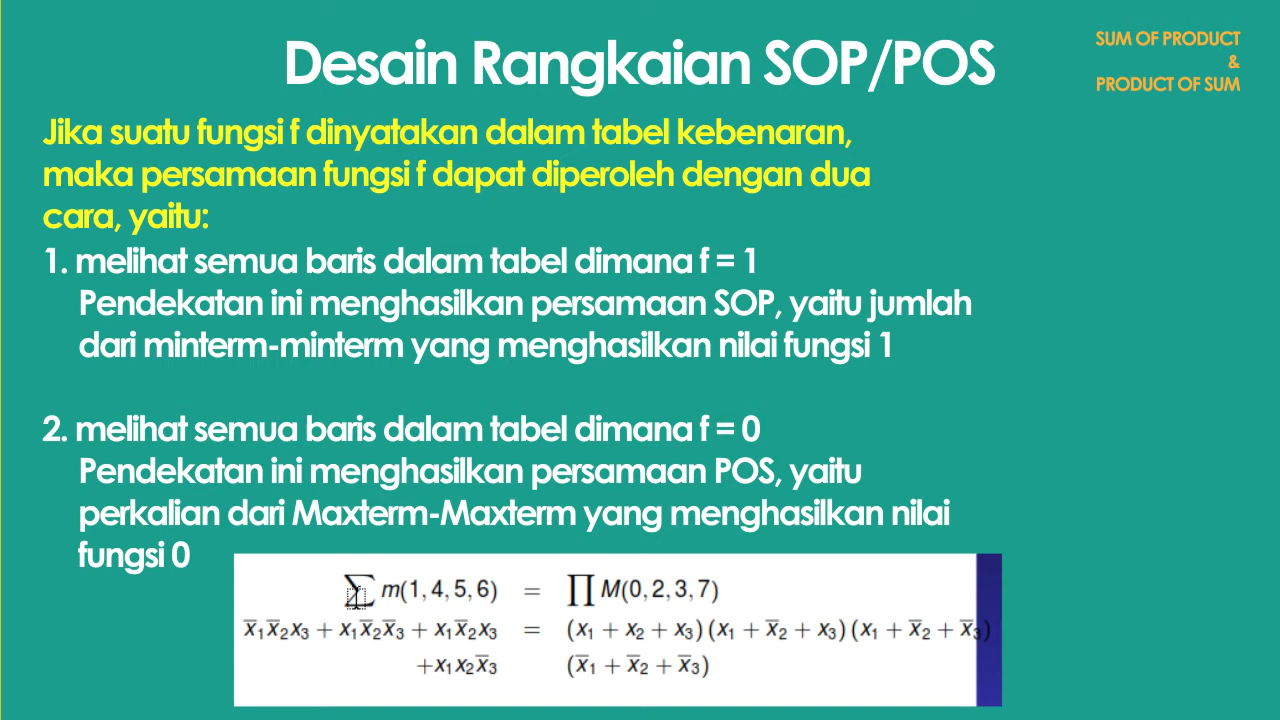 Desain Rangkaian SOP/POS
SUM OF PRODUCT
&
PRODUCT OF SUM
Jika suatu fungsi f dinyatakan dalam tabel kebenaran,
maka persamaan fungsi f dapat diperoleh dengan dua
cara, yaitu:
1. melihat semua baris dalam tabel dimana f = 1
Pendekatan ini menghasilkan persamaan SOP, yaitu jumlah
dari minterm-minterm yang menghasilkan nilai fungsi 1
2. melihat semua baris dalam tabel dimana f = 0
Pendekatan ini menghasilkan persamaan POS, yaitu
perkalian dari Maxterm-Maxterm yang menghasilkan nilai
fungsi 0
∑ m(1, 4, 5, 6) = ∏ M(0, 2, 3, 7)
x̅₁x̅₂x₃ + x₁x̅₂x̅₃ + x₁x̅₂x₃ = (x₁ + x₂ + x₃) (x₁ + x̅₂ + x₃) (x₁ + x̅₂ + x̅₃)
+x₁x₂x̅₃ (x̅₁ + x̅₂ + x̅₃)